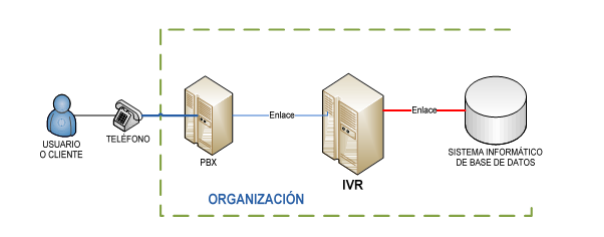 USUARIO
O CLIENTE
TELÉFONO
PBX
Enlace
IVR
Enlace
SISTEMA INFORMÁTICO
DE BASE DE DATOS
ORGANIZACIÓN